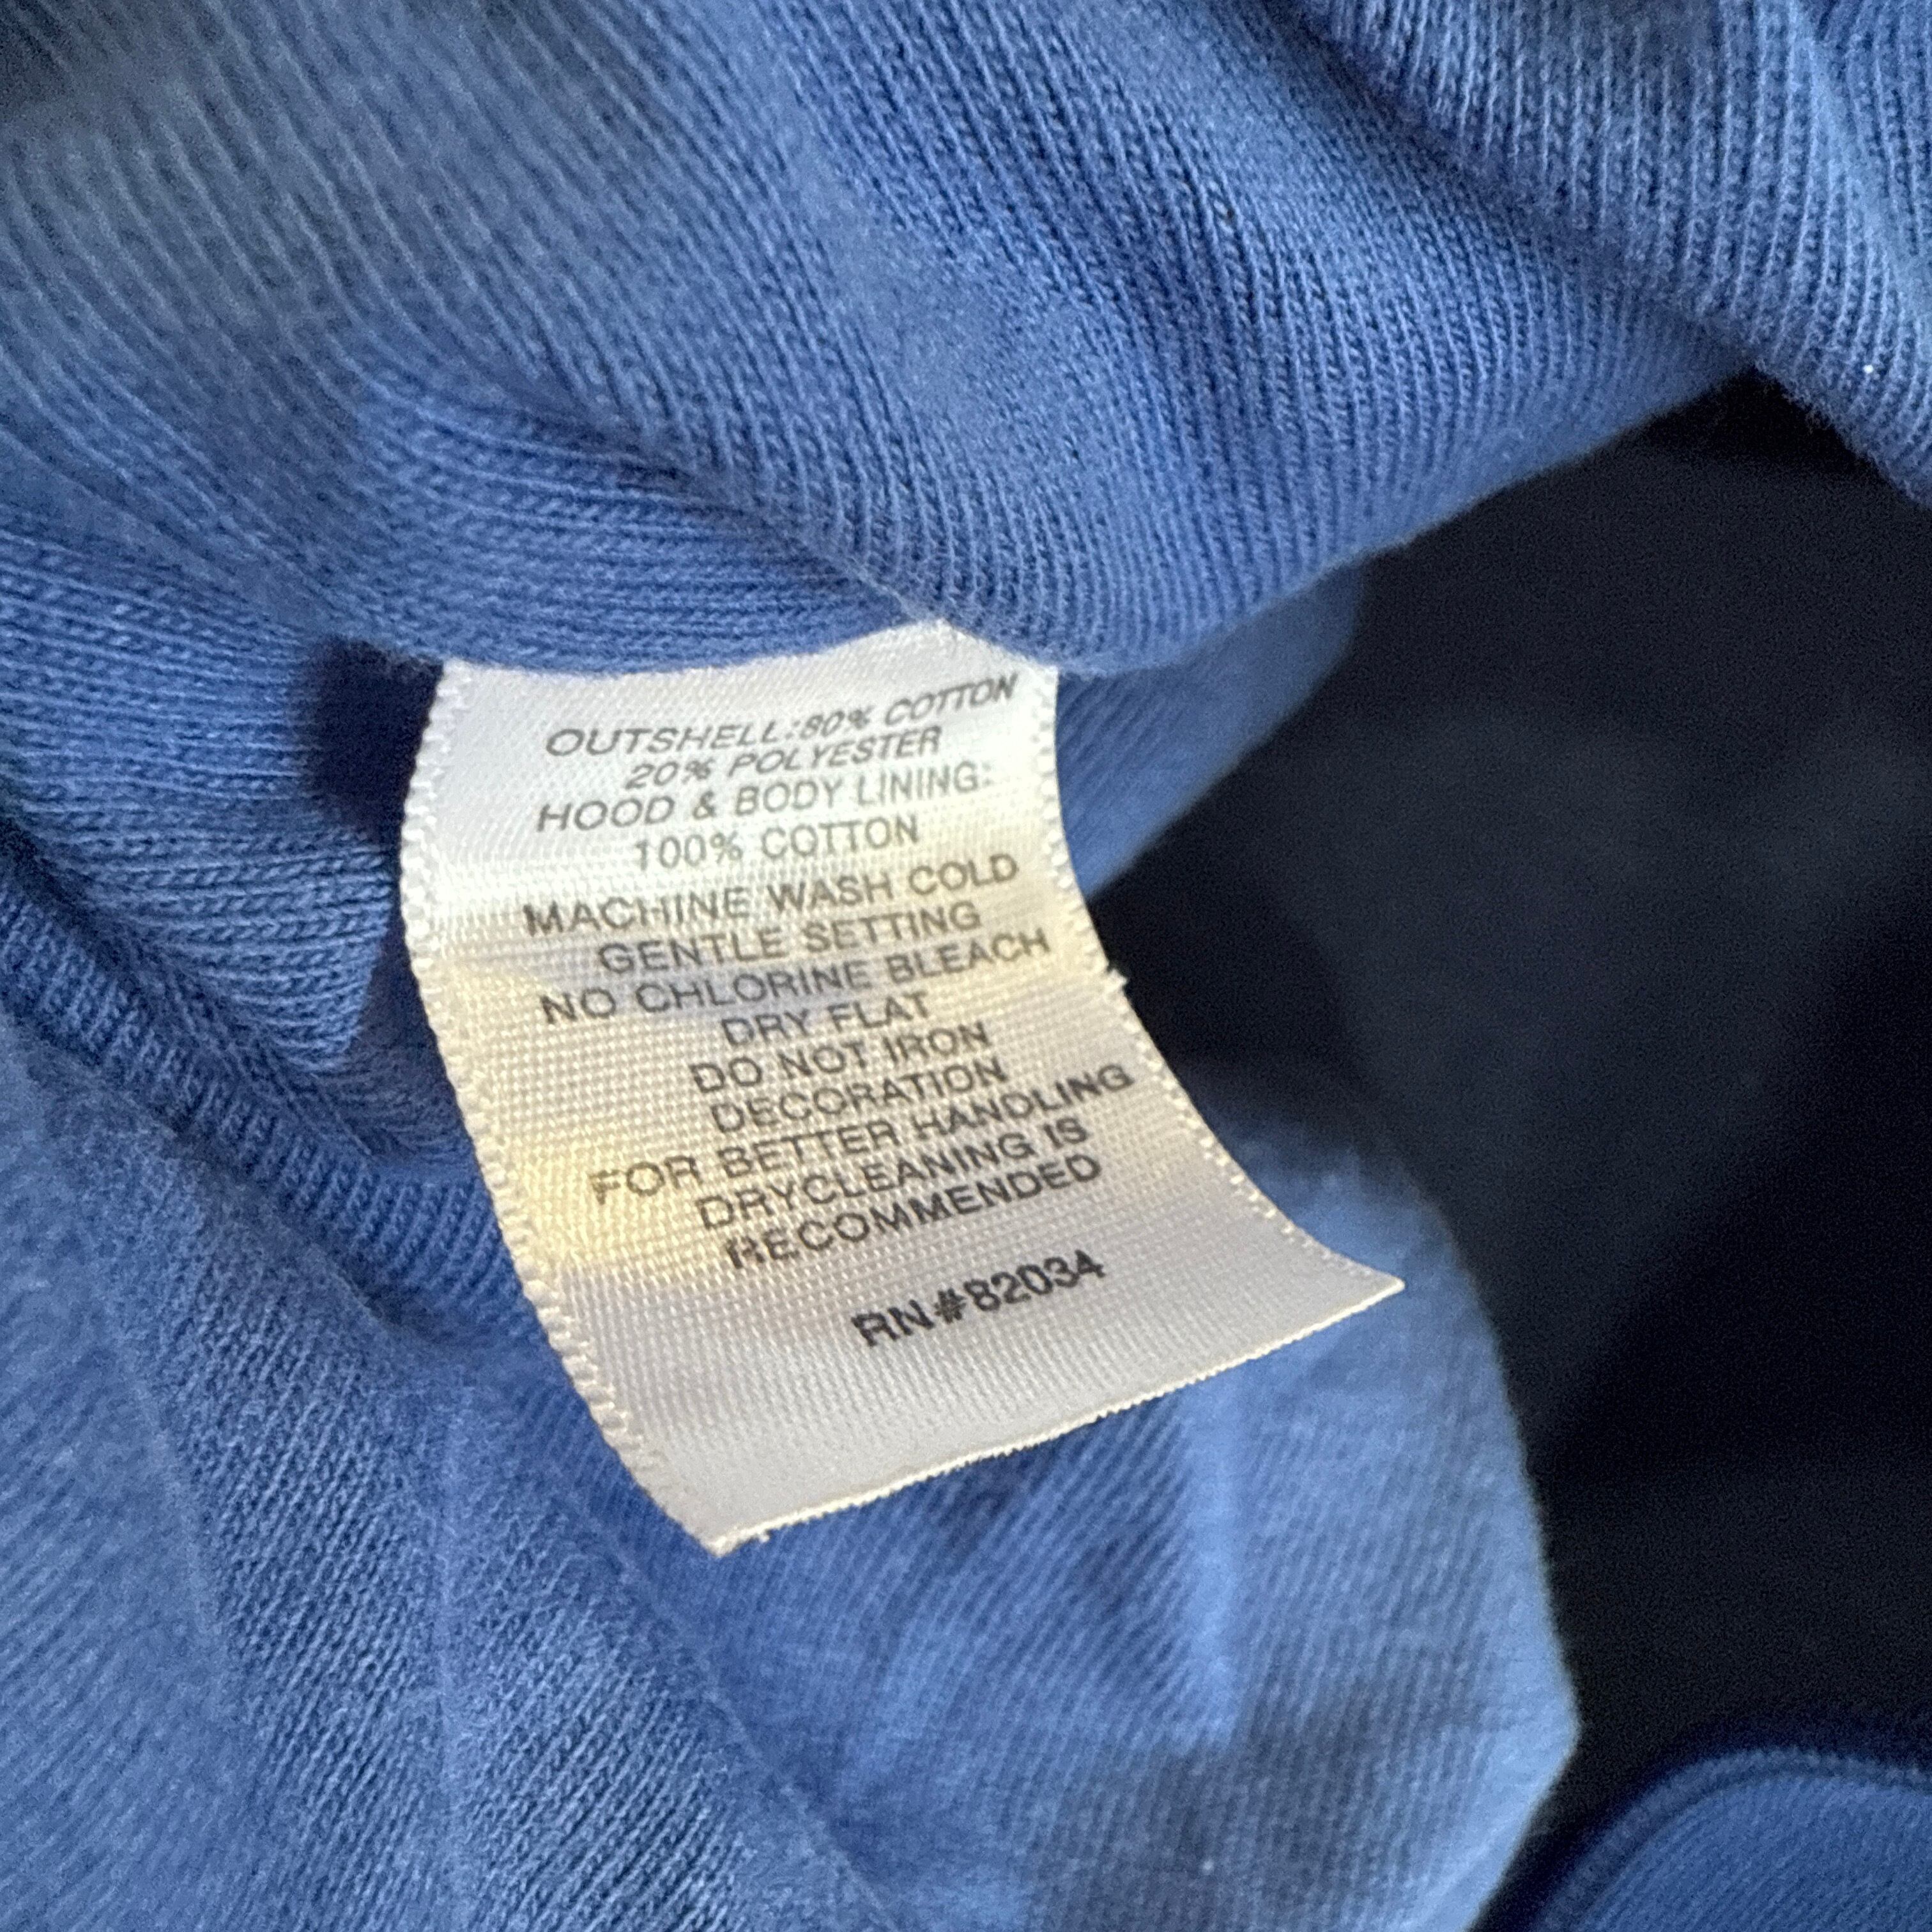 OUTSHELL:80% COTTON
20% POLYESTER
HOOD & BODY LINING:
100% COTTON
MACHINE WASH COLD
GENTLE SETTING
NO CHLORINE BLEACH
DRY FLAT
DO NOT IRON
DECORATION
FOR BETTER HANDLING
DRYCLEANING IS
RECOMMENDED
RN#82034